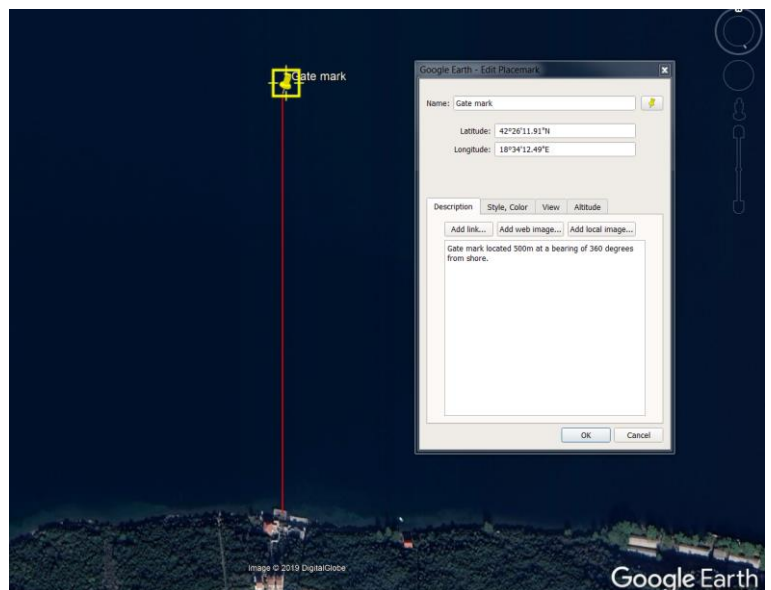 Gate mark
Google Earth - Edit Placemark
Name: Gate mark
Latitude: 42°26'11.91"N
Longitude: 18°34'12.49"E
Description Style, Color View Altitude
Add link... Add web image... Add local image...
Gate mark located 500m at a bearing of 360 degrees
from shore.
OK Cancel
Image © 2019 DigitalGlobe
Google Earth